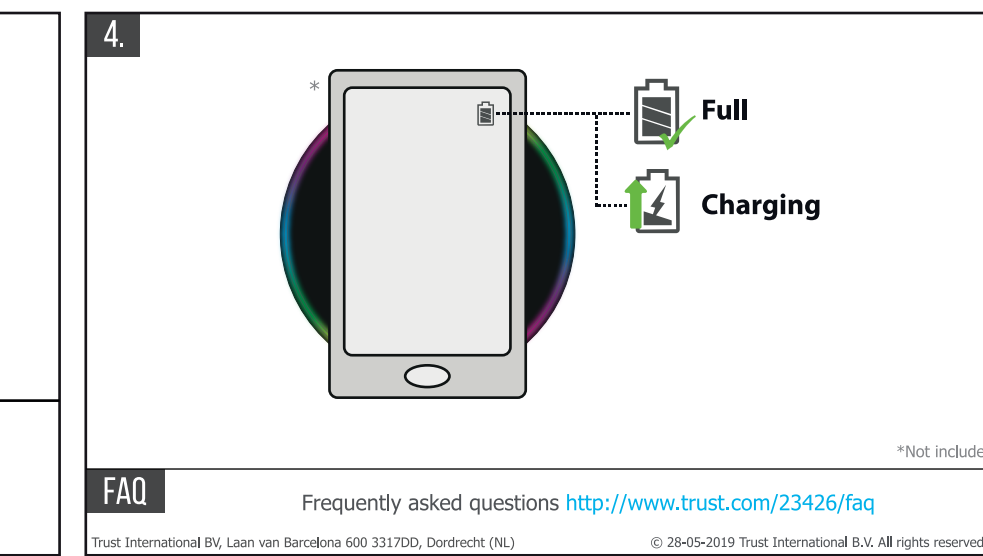 4.
*
Full
Charging
*Not include
FAQ
Frequently asked questions http://www.trust.com/23426/faq
Trust International BV, Laan van Barcelona 600 3317DD, Dordrecht (NL)
© 28-05-2019 Trust International B.V. All rights reserved